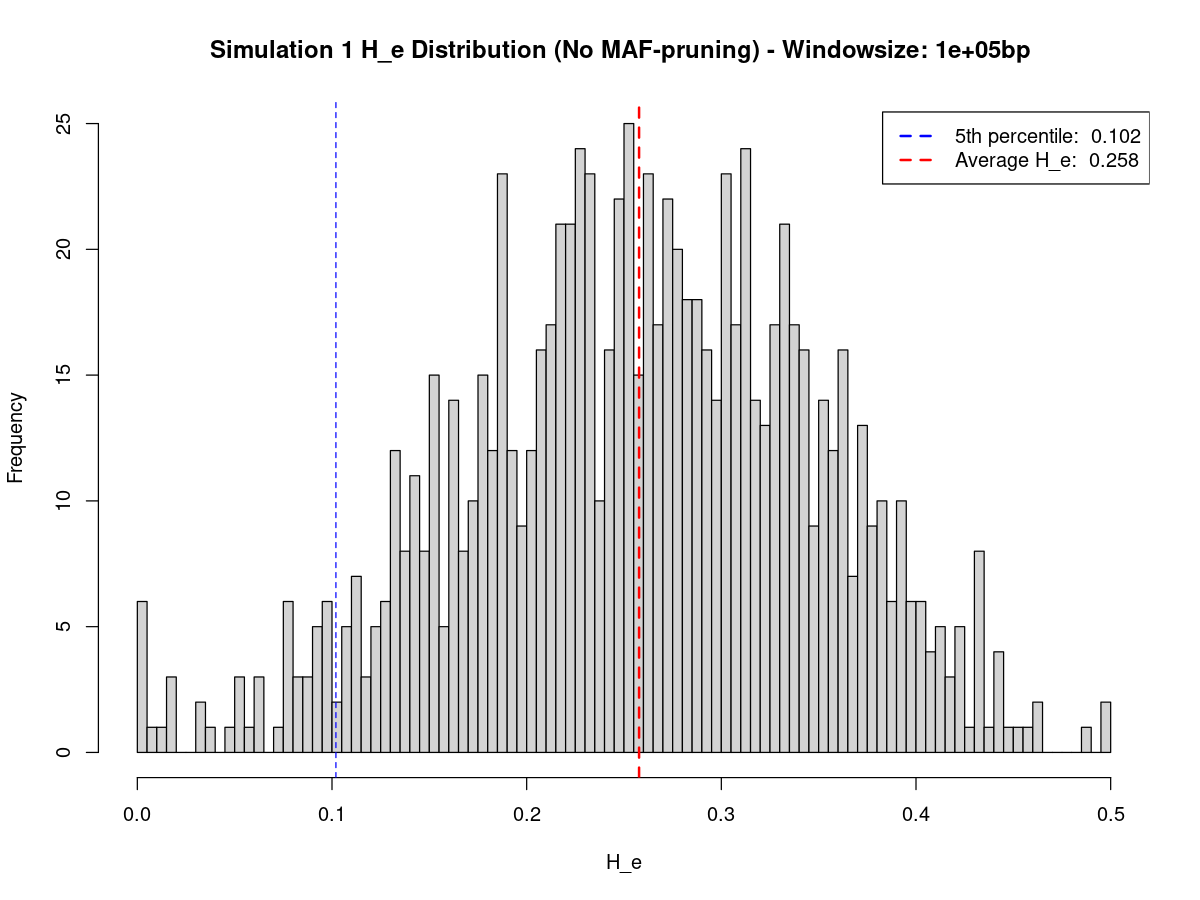 Simulation 1 H_e Distribution (No MAF-pruning) - Windowsize: 1e+05bp
5th percentile: 0.102
Average H_e: 0.258
25
20
15
10
5
0
Frequency
0.0 0.1 0.2 0.3 0.4 0.5
H_e